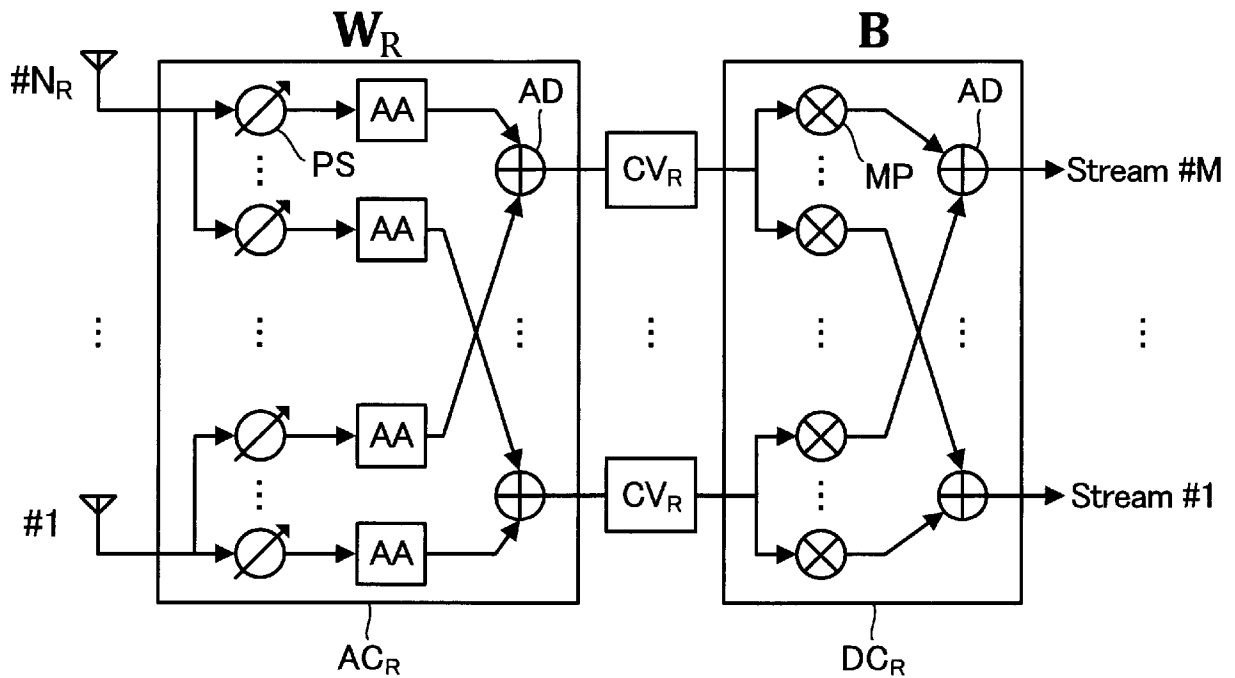 W_R
B
#N_R
AA
AD
AD
PS
CV_R
MP
Stream #M
AA
AA
CV_R
Stream #1
#1
AA
AC_R
DC_R